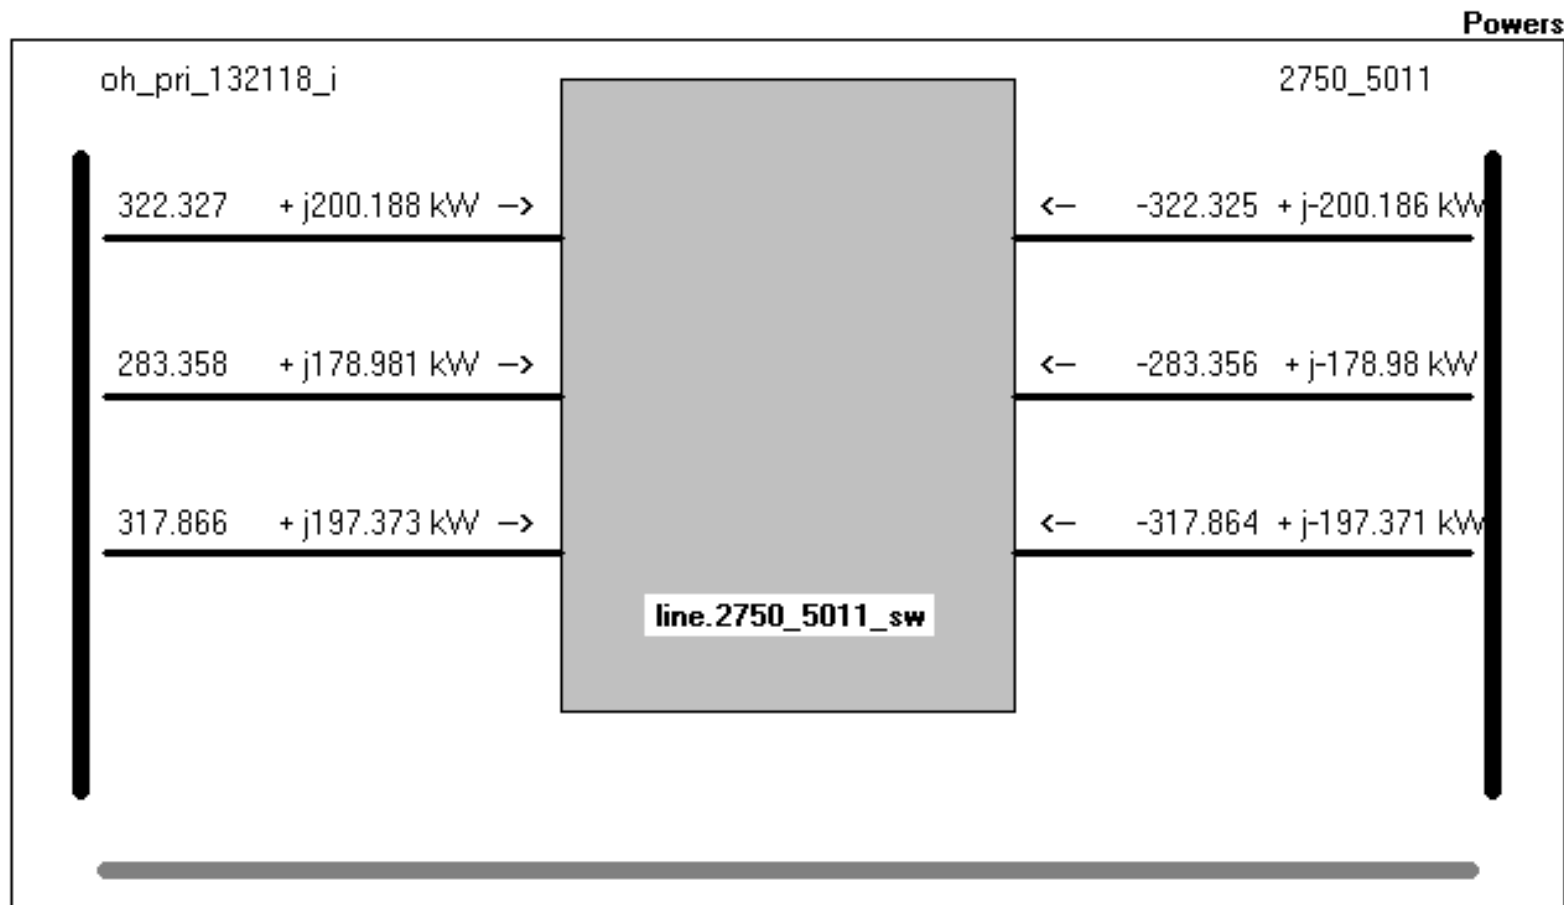 Powers
oh_pri_132118_i 2750_5011
322.327 + j200.188 kW –> <– -322.325 + j-200.186 kW
283.358 + j178.981 kW –> <– -283.356 + j-178.98 kW
317.866 + j197.373 kW –> <– -317.864 + j-197.371 kW
line.2750_5011_sw